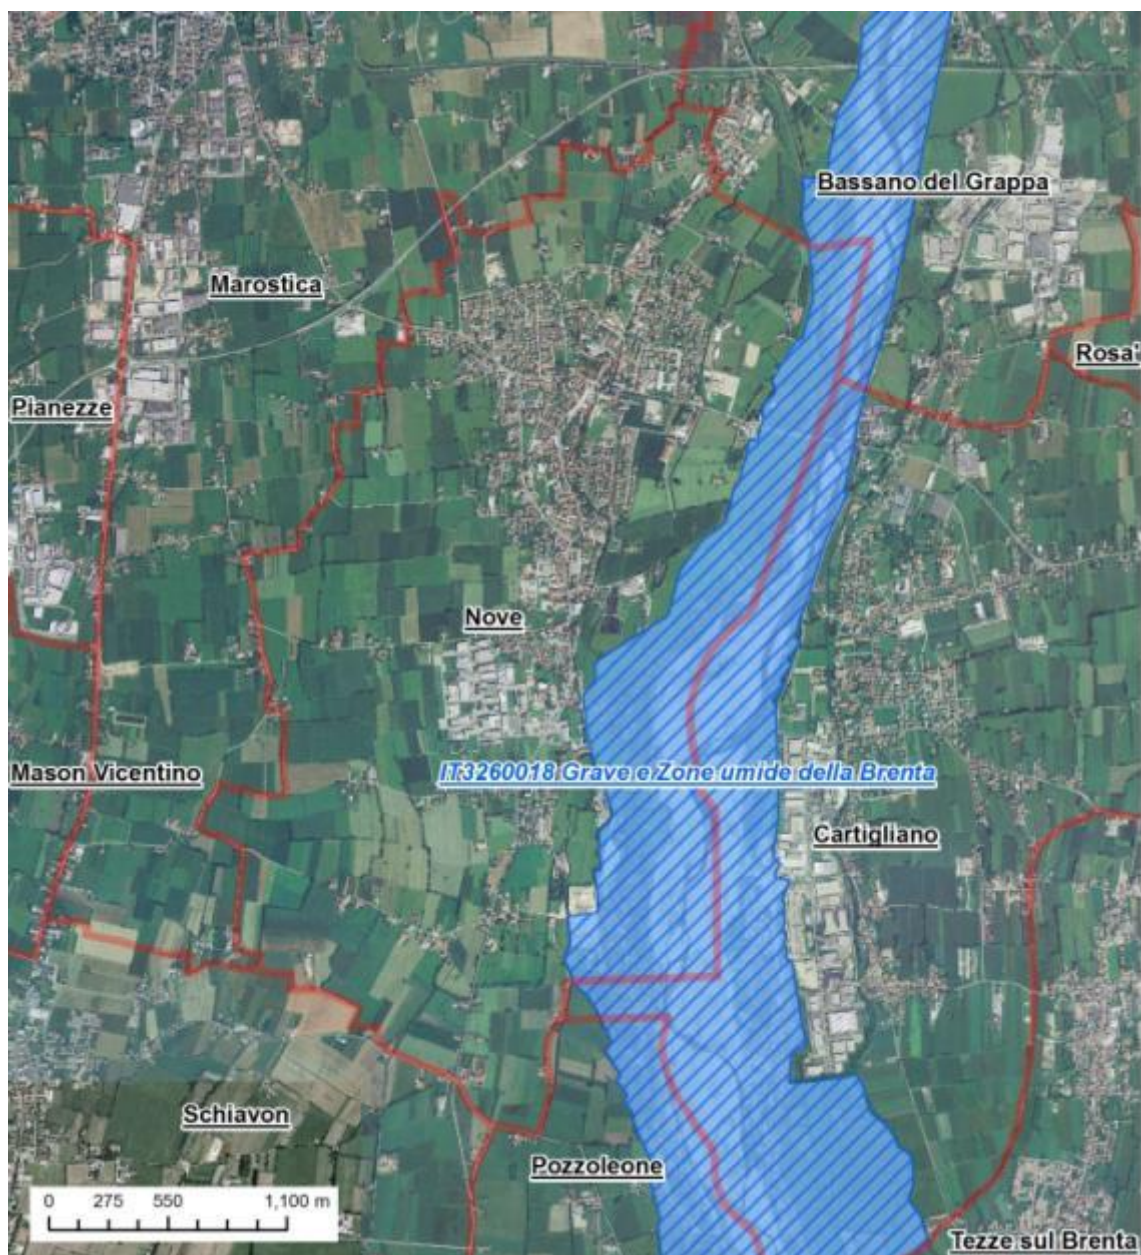 Bassano del Grappa
Marostica
Rosa'
Pianezze
Nove
Mason Vicentino
IT3260018 Grave e Zone umide della Brenta
Cartigliano
Schiavon
Pozzoleone
0 275 550 1,100 m
Tezze sul Brenta